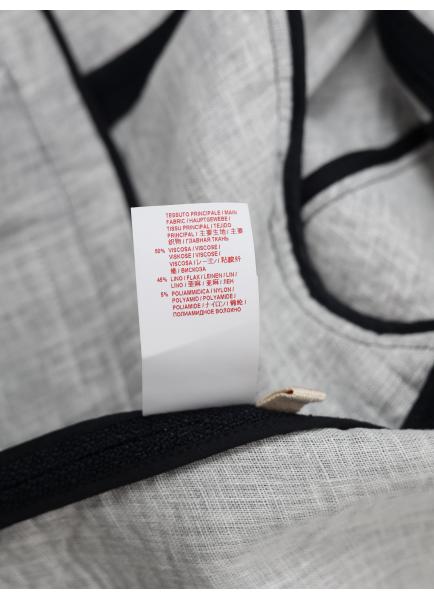 TESSUTO PRINCIPALE / MAIN
FABRIC / HAUPTGEWEBE /
TISSU PRINCIPAL / TEJIDO
PRINCIPAL / 主要生地 / 主要
织物 / ГЛАВНАЯ ТКАНЬ
50% VISCOSA / VISCOSE /
VISKOSE / VISCOSE /
VISCOSA / レーヨン / 粘胶纤
维 / ВИСКОЗА
45% LINO / FLAX / LEINEN / LIN /
LINO / 亜麻 / 亚麻 / ЛЕН
5% POLIAMMIDICA / NYLON /
POLYAMID / POLYAMIDE /
POLIAMIDE / ナイロン / 锦纶 /
ПОЛИАМИДНОЕ ВОЛОКНО